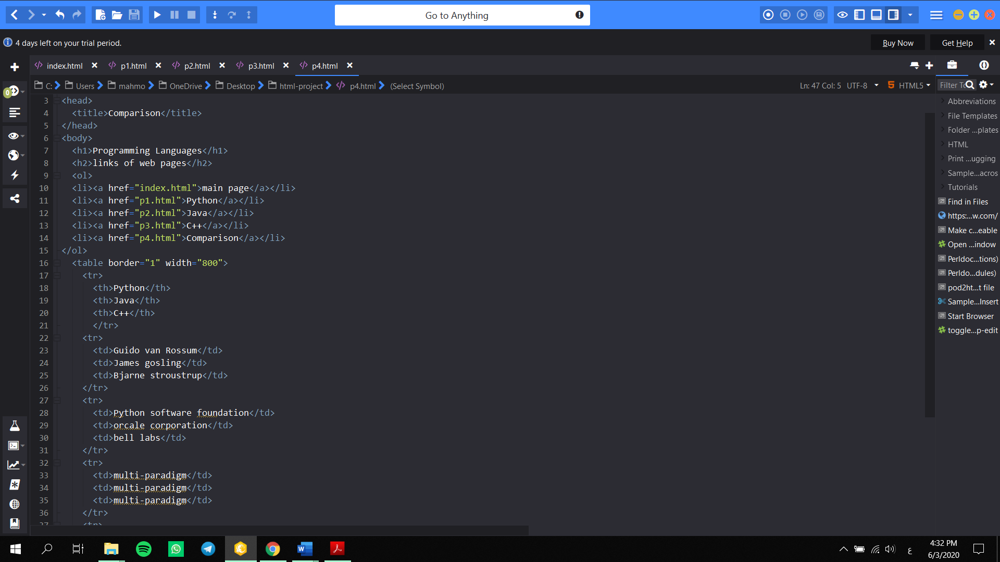 Go to Anything
4 days left on your trial period.
Buy Now
Get Help
index.html
p1.html
p2.html
p3.html
p4.html
C: Users mahmo OneDrive Desktop html-project p4.html (Select Symbol)
Ln: 47 Col: 5 UTF-8 HTML5
3 <head>
4 <title>Comparison</title>
5 </head>
6 <body>
7 <h1>Programming Languages</h1>
8 <h2>links of web pages</h2>
9 <ol>
10 <li><a href="index.html">main page</a></li>
11 <li><a href="p1.html">Python</a></li>
12 <li><a href="p2.html">Java</a></li>
13 <li><a href="p3.html">C++</a></li>
14 <li><a href="p4.html">Comparison</a></li>
15 </ol>
16 <table border="1" width="800">
17 <tr>
18 <th>Python</th>
19 <th>Java</th>
20 <th>C++</th>
21 </tr>
22 <tr>
23 <td>Guido van Rossum</td>
24 <td>James gosling</td>
25 <td>Bjarne stroustrup</td>
26 </tr>
27 <tr>
28 <td>Python software foundation</td>
29 <td>orcale corporation</td>
30 <td>bell labs</td>
31 </tr>
32 <tr>
33 <td>multi-paradigm</td>
34 <td>multi-paradigm</td>
35 <td>multi-paradigm</td>
36 </tr>
37 <tr>
Filter To
Abbreviations
File Templates
Folder ...plates
HTML
Print ...ugging
Sample...acros
Tutorials
Find in Files
https:...w.com/
Make c...eable
Open ...indow
Perldoc...tions)
Perldo...dules)
pod2ht...t file
Sample...Insert
Start Browser
toggle...p-edit
0
ع
4:32 PM
6/3/2020